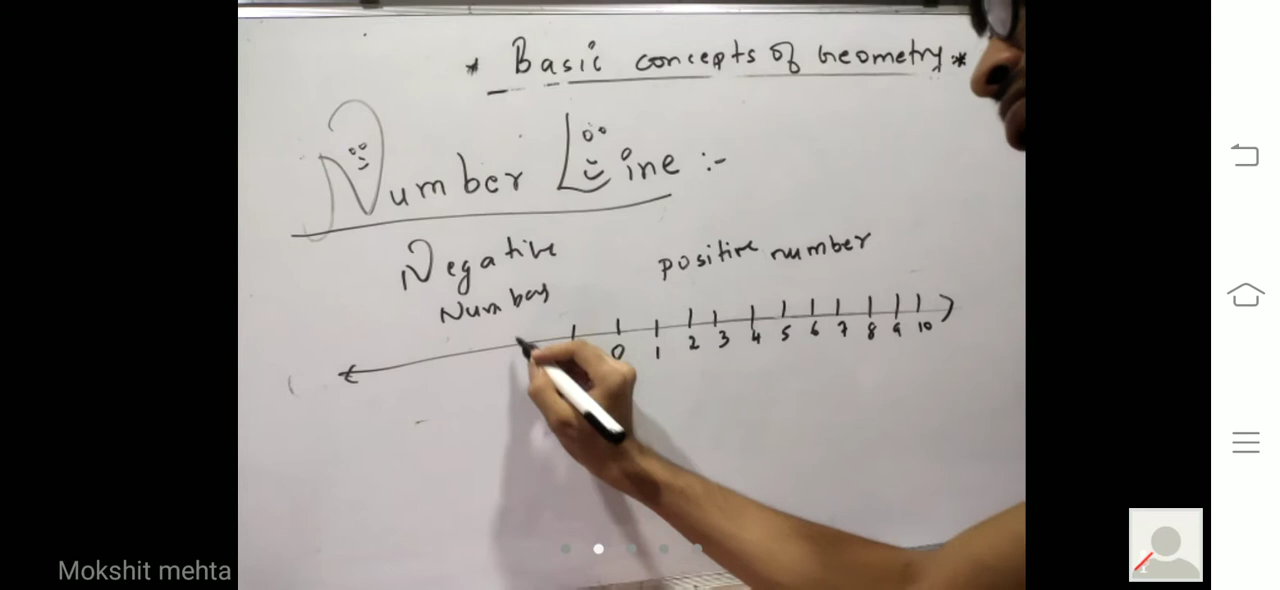 * Basic concepts of Geometry *
Number Line :-
Negative
Number
positive number
0 1 2 3 4 5 6 7 8 9 10
Mokshit mehta